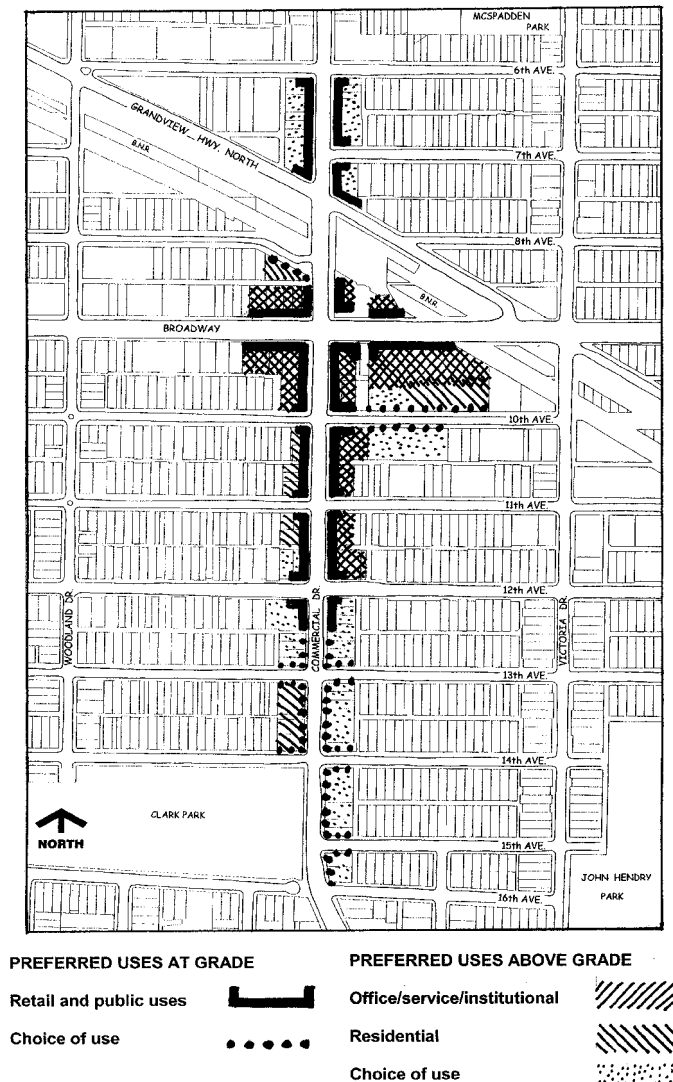 MCSPADDEN
PARK
6th AVE.
GRANDVIEW HWY. NORTH
B.N.R.
7th AVE.
8th AVE.
B.N.R.
BROADWAY
10th AVE.
11th AVE.
12th AVE.
WOODLAND DR.
COMMERCIAL DR.
VICTORIA DR.
13th AVE.
14th AVE.
CLARK PARK
NORTH
15th AVE.
JOHN HENDRY
PARK
16th AVE.
PREFERRED USES AT GRADE
Retail and public uses
Choice of use
PREFERRED USES ABOVE GRADE
Office/service/institutional
Residential
Choice of use